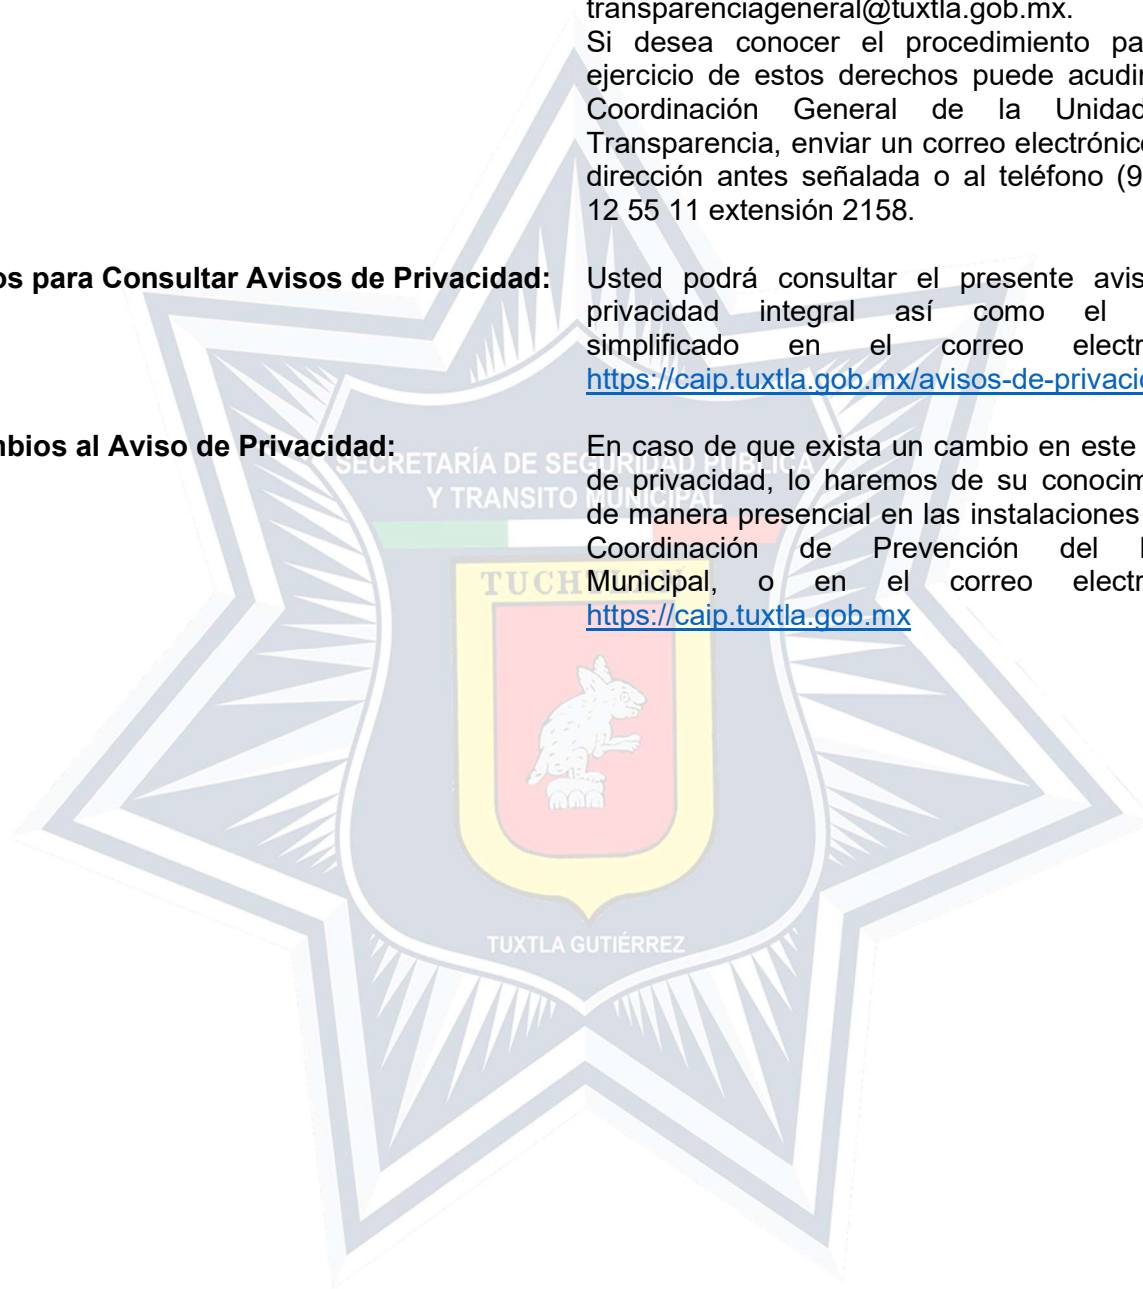 transparenciageneral@tuxtla.gob.mx.
Si desea conocer el procedimiento pa
ejercicio de estos derechos puede acudir
Coordinación General de la Unidad
Transparencia, enviar un correo electrónico
dirección antes señalada o al teléfono (9
12 55 11 extensión 2158.
os para Consultar Avisos de Privacidad:
Usted podrá consultar el presente avis
privacidad integral así como el
simplificado en el correo electr
https://caip.tuxtla.gob.mx/avisos-de-privacid
mbios al Aviso de Privacidad:
En caso de que exista un cambio en este
de privacidad, lo haremos de su conocim
de manera presencial en las instalaciones
Coordinación de Prevención del
Municipal, o en el correo electr
https://caip.tuxtla.gob.mx
SECRETARÍA DE SEGURIDAD PÚBLICA
Y TRANSITO MUNICIPAL
TUCHTLAN
TUXTLA GUTIÉRREZ